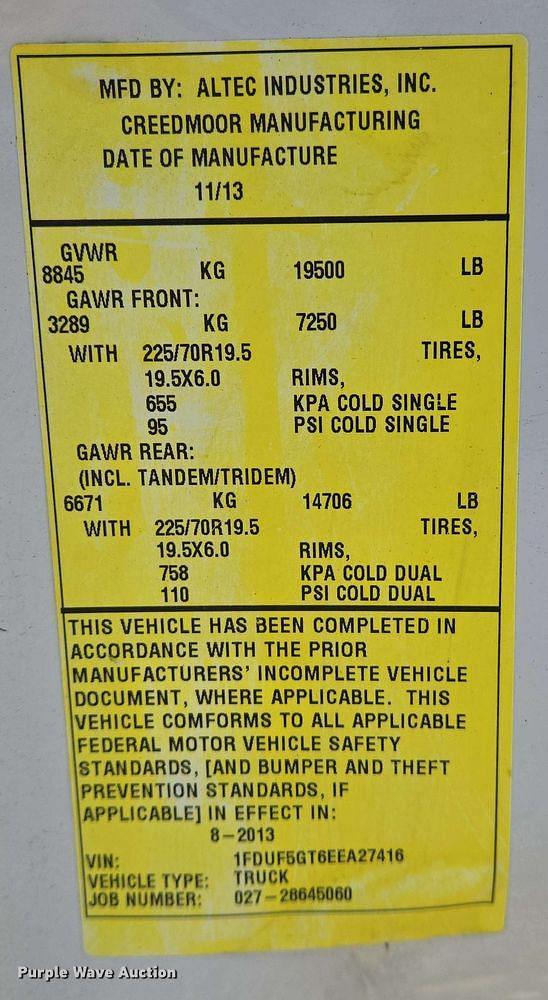 MFD BY: ALTEC INDUSTRIES, INC.
CREEDMOOR MANUFACTURING
DATE OF MANUFACTURE
11/13
GVWR
8845 KG 19500 LB
GAWR FRONT:
3289 KG 7250 LB
WITH 225/70R19.5 TIRES,
19.5X6.0 RIMS,
655 KPA COLD SINGLE
95 PSI COLD SINGLE
GAWR REAR:
(INCL. TANDEM/TRIDEM)
6671 KG 14706 LB
WITH 225/70R19.5 TIRES,
19.5X6.0 RIMS,
758 KPA COLD DUAL
110 PSI COLD DUAL
THIS VEHICLE HAS BEEN COMPLETED IN
ACCORDANCE WITH THE PRIOR
MANUFACTURERS' INCOMPLETE VEHICLE
DOCUMENT, WHERE APPLICABLE. THIS
VEHICLE COMFORMS TO ALL APPLICABLE
FEDERAL MOTOR VEHICLE SAFETY
STANDARDS, [AND BUMPER AND THEFT
PREVENTION STANDARDS, IF
APPLICABLE] IN EFFECT IN:
8-2013
VIN: 1FDUF5GT6EEA27416
VEHICLE TYPE: TRUCK
JOB NUMBER: 027-28645060
Purple Wave Auction